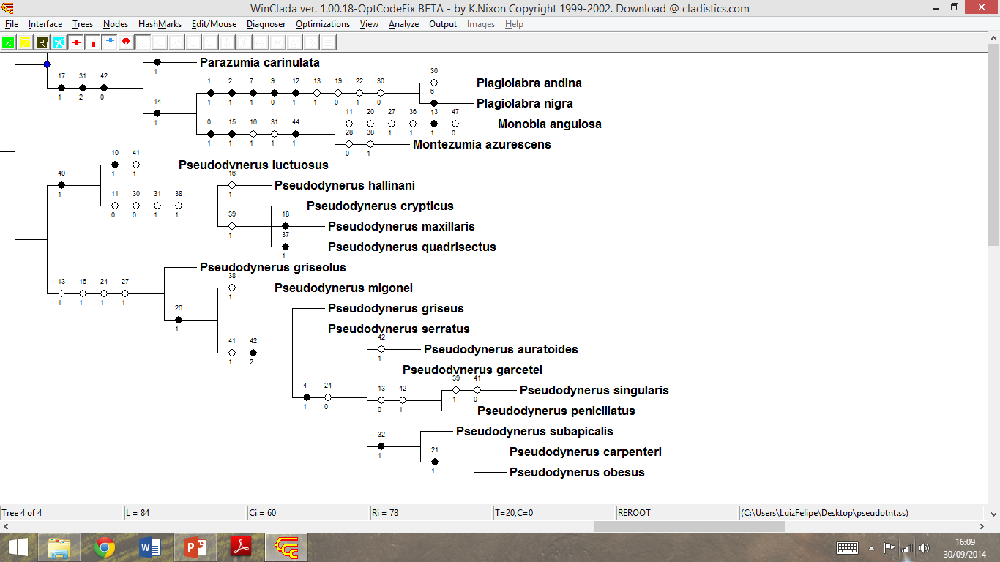 WinClada ver. 1.00.18-OptCodeFix BETA - by K.Nixon Copyright 1999-2002. Download @ cladistics.com
File Interface Trees Nodes HashMarks Edit/Mouse Diagnoser Optimizations View Analyze Output Images Help
Parazumia carinulata
17 31 42
1 2 0
1
14
1
1 2 7 9 12 13 19 22 30
1 1 1 0 1 1 0 1 0
36
Plagiolabra andina
6
Plagiolabra nigra
0 15 16 31 44
1 1 1 1 1
11 20 27 36 13 47
Monobia angulosa
1 1 1 0
28 38
Montezumia azurescens
0 1
10 41
Pseudodynerus luctuosus
1 1
40
1
16
Pseudodynerus hallinani
1
11 30 31 38
0 0 1 1
Pseudodynerus crypticus
39
1
18
Pseudodynerus maxillaris
37
Pseudodynerus quadrisectus
1
Pseudodynerus griseolus
13 16 24 27
1 1 1 1
38
Pseudodynerus migonei
1
26
1
Pseudodynerus griseus
Pseudodynerus serratus
41 42
1 2
42
Pseudodynerus auratoides
1
Pseudodynerus garcetei
4 24
1 0
39 41
Pseudodynerus singularis
1 0
13 42
0 1
Pseudodynerus penicillatus
Pseudodynerus subapicalis
32
1
21
Pseudodynerus carpenteri
1
Pseudodynerus obesus
Tree 4 of 4 L = 84 Ci = 60 Ri = 78 T=20,C=0 REROOT (C:\Users\LuizFelipe\Desktop\pseudotnt.ss)
16:09
30/09/2014